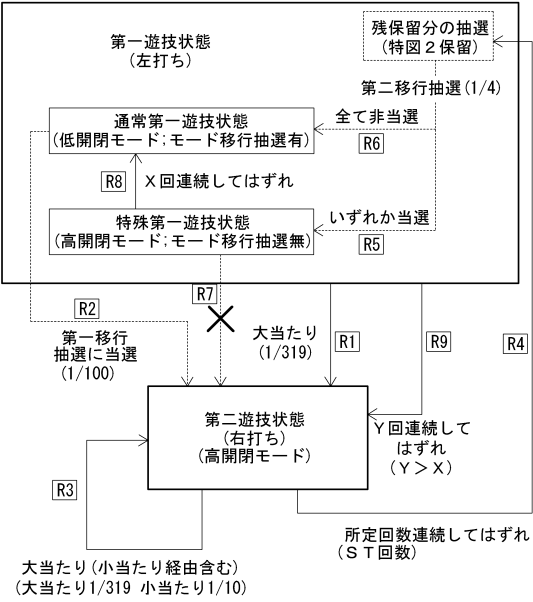 残保留分の抽選
(特図２保留)
第一遊技状態
(左打ち)
第二移行抽選(1/4)
通常第一遊技状態
(低開閉モード;モード移行抽選有)
全て非当選
R6
R8
Ｘ回連続してはずれ
特殊第一遊技状態
(高開閉モード;モード移行抽選無)
いずれか当選
R5
R2
R7
第一移行
抽選に当選
(1/100)
大当たり
(1/319)
R1
R9
R4
第二遊技状態
(右打ち)
(高開閉モード)
Ｙ回連続して
はずれ
(Ｙ＞Ｘ)
R3
所定回数連続してはずれ
(ＳＴ回数)
大当たり(小当たり経由含む)
(大当たり1/319 小当たり1/10)